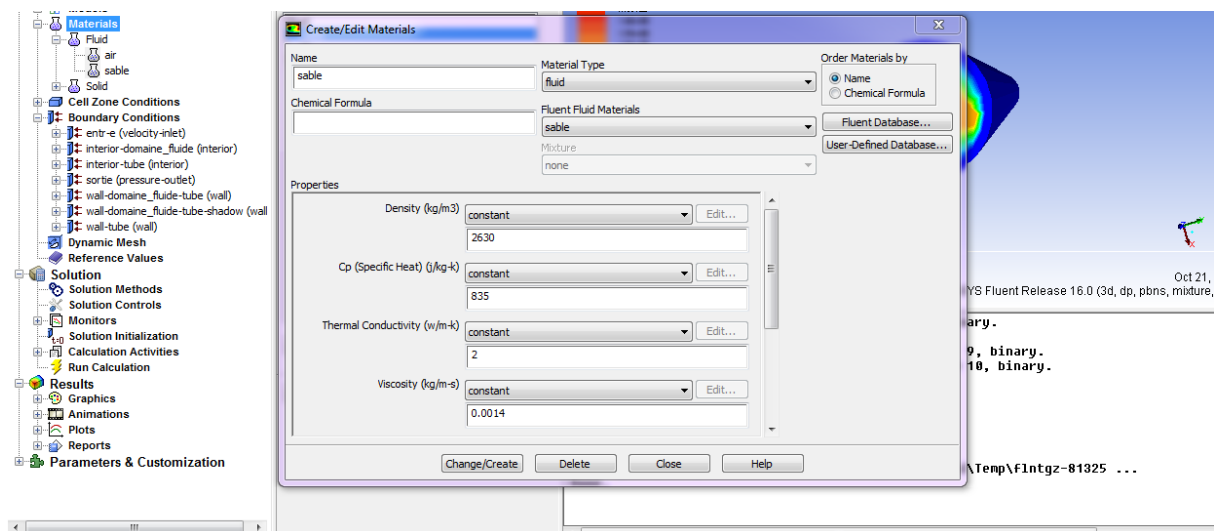 Materials
Fluid
air
sable
Solid
Cell Zone Conditions
Boundary Conditions
entr-e (velocity-inlet)
interior-domaine_fluide (interior)
interior-tube (interior)
sortie (pressure-outlet)
wall-domaine_fluide-tube (wall)
wall-domaine_fluide-tube-shadow (wall
wall-tube (wall)
Dynamic Mesh
Reference Values
Solution
Solution Methods
Solution Controls
Monitors
Solution Initialization
Calculation Activities
Run Calculation
Results
Graphics
Animations
Plots
Reports
Parameters & Customization
Create/Edit Materials
Name
sable
Chemical Formula
Material Type
fluid
Fluent Fluid Materials
sable
Mixture
none
Order Materials by
Name
Chemical Formula
Fluent Database...
User-Defined Database...
Properties
Density (kg/m3) constant Edit...
2630
Cp (Specific Heat) (j/kg-k) constant Edit...
835
Thermal Conductivity (w/m-k) constant Edit...
2
Viscosity (kg/m-s) constant Edit...
0.0014
Change/Create Delete Close Help
Oct 21,
YS Fluent Release 16.0 (3d, dp, pbns, mixture,
ary.
9, binary.
10, binary.
\Temp\flntgz-81325 ...